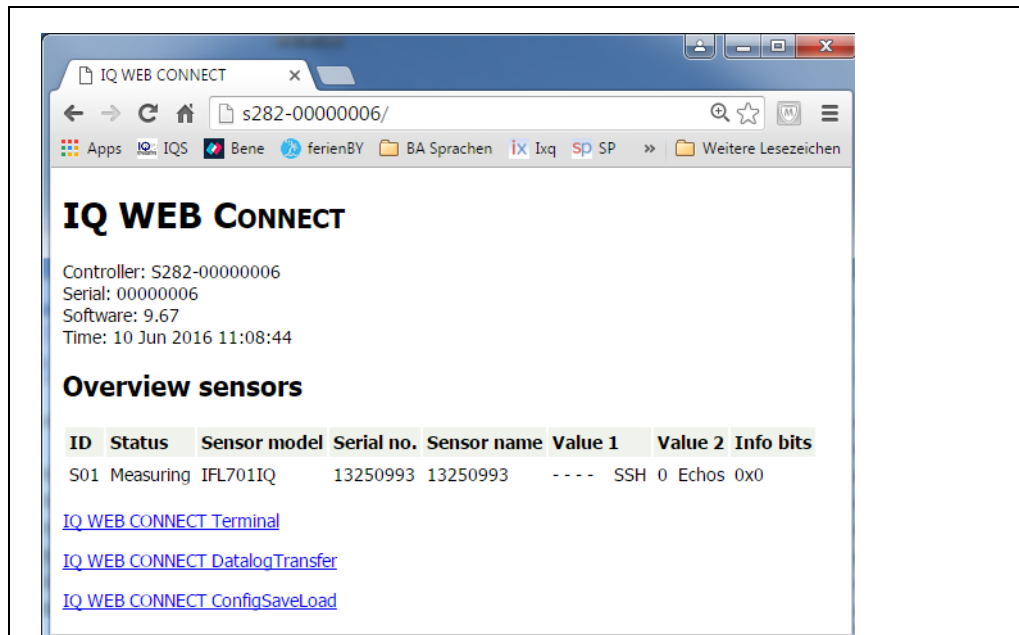 IQ WEB CONNECT
s282-00000006/
Apps IQS Bene ferienBY BA Sprachen ix Ixq SP SP » Weitere Lesezeichen
IQ WEB CONNECT
Controller: S282-00000006
Serial: 00000006
Software: 9.67
Time: 10 Jun 2016 11:08:44
Overview sensors
ID Status Sensor model Serial no. Sensor name Value 1 Value 2 Info bits
S01 Measuring IFL701IQ 13250993 13250993 - - - - SSH 0 Echos 0x0
IQ WEB CONNECT Terminal
IQ WEB CONNECT DatalogTransfer
IQ WEB CONNECT ConfigSaveLoad